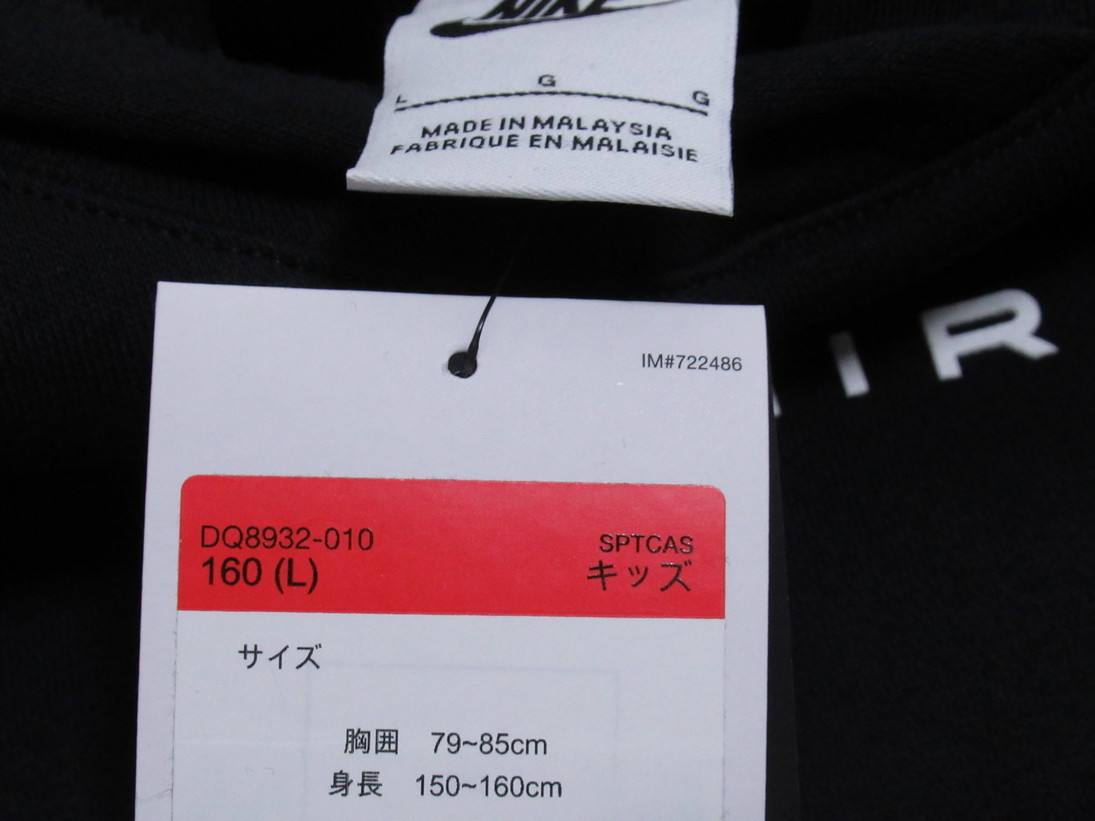 NIKE
G
L G
MADE IN MALAYSIA
FABRIQUE EN MALAISIE
IR
IM#722486
DQ8932-010 SPTCAS
160 (L) キッズ
サイズ
胸囲 79~85cm
身長 150~160cm